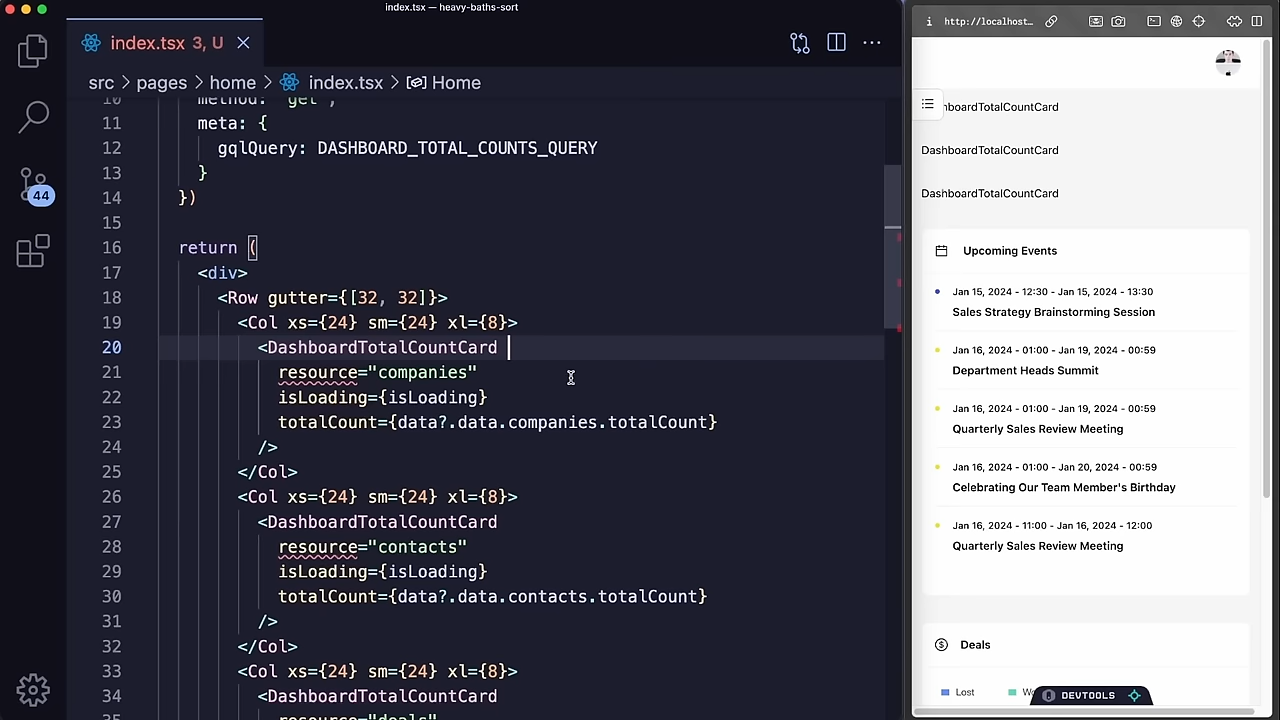 index.tsx — heavy-baths-sort
index.tsx 3, U
src > pages > home > index.tsx > Home
10 method: 'get',
11 meta: {
12 gqlQuery: DASHBOARD_TOTAL_COUNTS_QUERY
13 }
14 })
15
16 return (
17 <div>
18 <Row gutter={[32, 32]}>
19 <Col xs={24} sm={24} xl={8}>
20 <DashboardTotalCountCard
21 resource="companies"
22 isLoading={isLoading}
23 totalCount={data?.data.companies.totalCount}
24 />
25 </Col>
26 <Col xs={24} sm={24} xl={8}>
27 <DashboardTotalCountCard
28 resource="contacts"
29 isLoading={isLoading}
30 totalCount={data?.data.contacts.totalCount}
31 />
32 </Col>
33 <Col xs={24} sm={24} xl={8}>
34 <DashboardTotalCountCard
35 resource="deals"
44
http://localhost…
hboardTotalCountCard
DashboardTotalCountCard
DashboardTotalCountCard
Upcoming Events
Jan 15, 2024 - 12:30 - Jan 15, 2024 - 13:30
Sales Strategy Brainstorming Session
Jan 16, 2024 - 01:00 - Jan 19, 2024 - 00:59
Department Heads Summit
Jan 16, 2024 - 01:00 - Jan 19, 2024 - 00:59
Quarterly Sales Review Meeting
Jan 16, 2024 - 01:00 - Jan 20, 2024 - 00:59
Celebrating Our Team Member's Birthday
Jan 16, 2024 - 11:00 - Jan 16, 2024 - 12:00
Quarterly Sales Review Meeting
Deals
Lost
DEVTOOLS